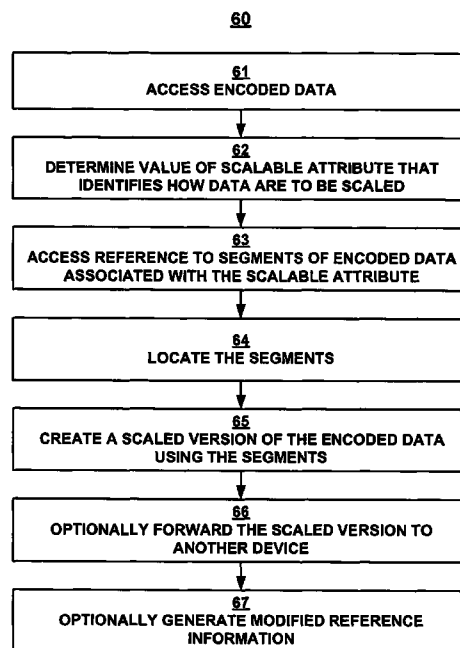 60
61
ACCESS ENCODED DATA
62
DETERMINE VALUE OF SCALABLE ATTRIBUTE THAT
IDENTIFIES HOW DATA ARE TO BE SCALED
63
ACCESS REFERENCE TO SEGMENTS OF ENCODED DATA
ASSOCIATED WITH THE SCALABLE ATTRIBUTE
64
LOCATE THE SEGMENTS
65
CREATE A SCALED VERSION OF THE ENCODED DATA
USING THE SEGMENTS
66
OPTIONALLY FORWARD THE SCALED VERSION TO
ANOTHER DEVICE
67
OPTIONALLY GENERATE MODIFIED REFERENCE
INFORMATION